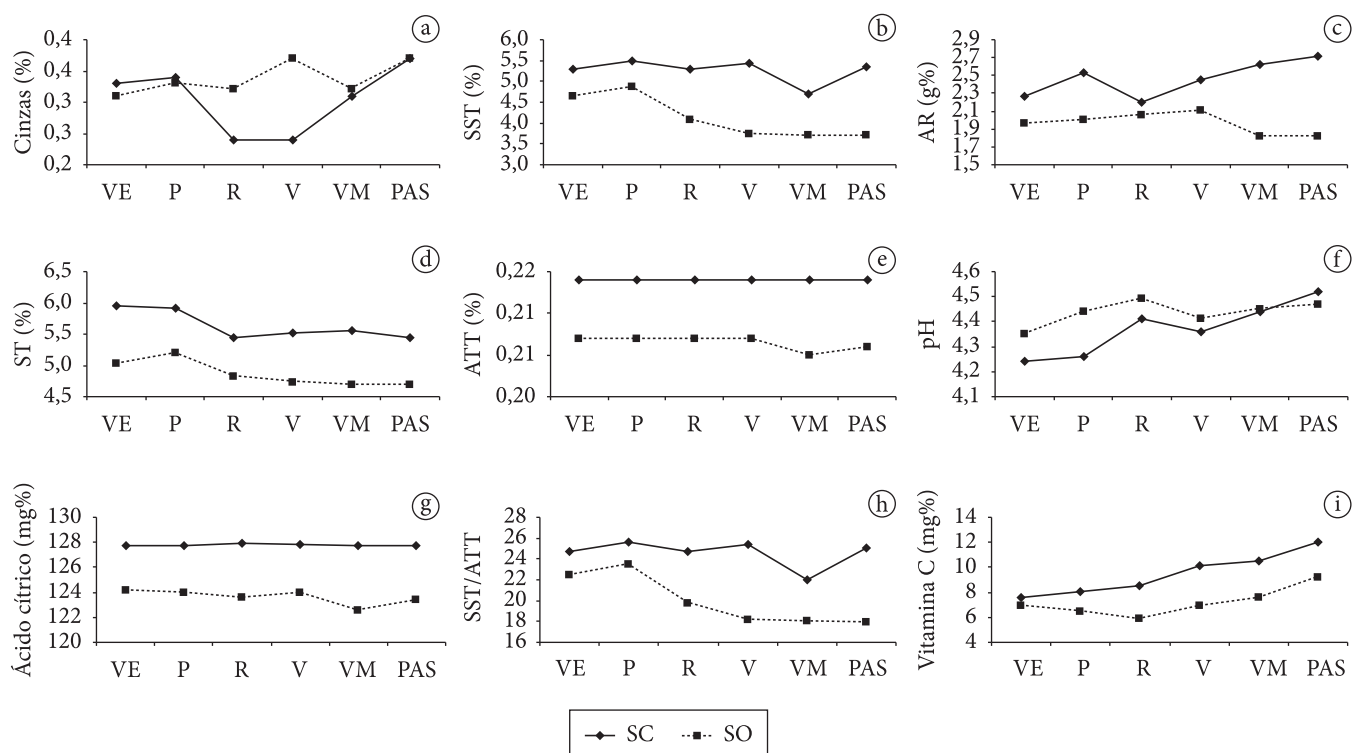 a
Cinzas (%)
0,4
0,4
0,3
0,3
0,2
VE P R V VM PAS
b
SST (%)
6,0
5,5
5,0
4,5
4,0
3,5
3,0
VE P R V VM PAS
c
AR (g%)
2,9
2,7
2,5
2,3
2,1
1,9
1,7
1,5
VE P R V VM PAS
d
ST (%)
6,5
6,0
5,5
5,0
4,5
VE P R V VM PAS
e
ATT (%)
0,22
0,21
0,21
0,20
VE P R V VM PAS
f
pH
4,6
4,5
4,4
4,3
4,2
4,1
VE P R V VM PAS
g
Ácido cítrico (mg%)
130
128
126
124
122
120
VE P R V VM PAS
h
SST/ATT
28
26
24
22
20
18
16
VE P R V VM PAS
i
Vitamina C (mg%)
14
12
10
8
6
4
VE P R V VM PAS
SC SO